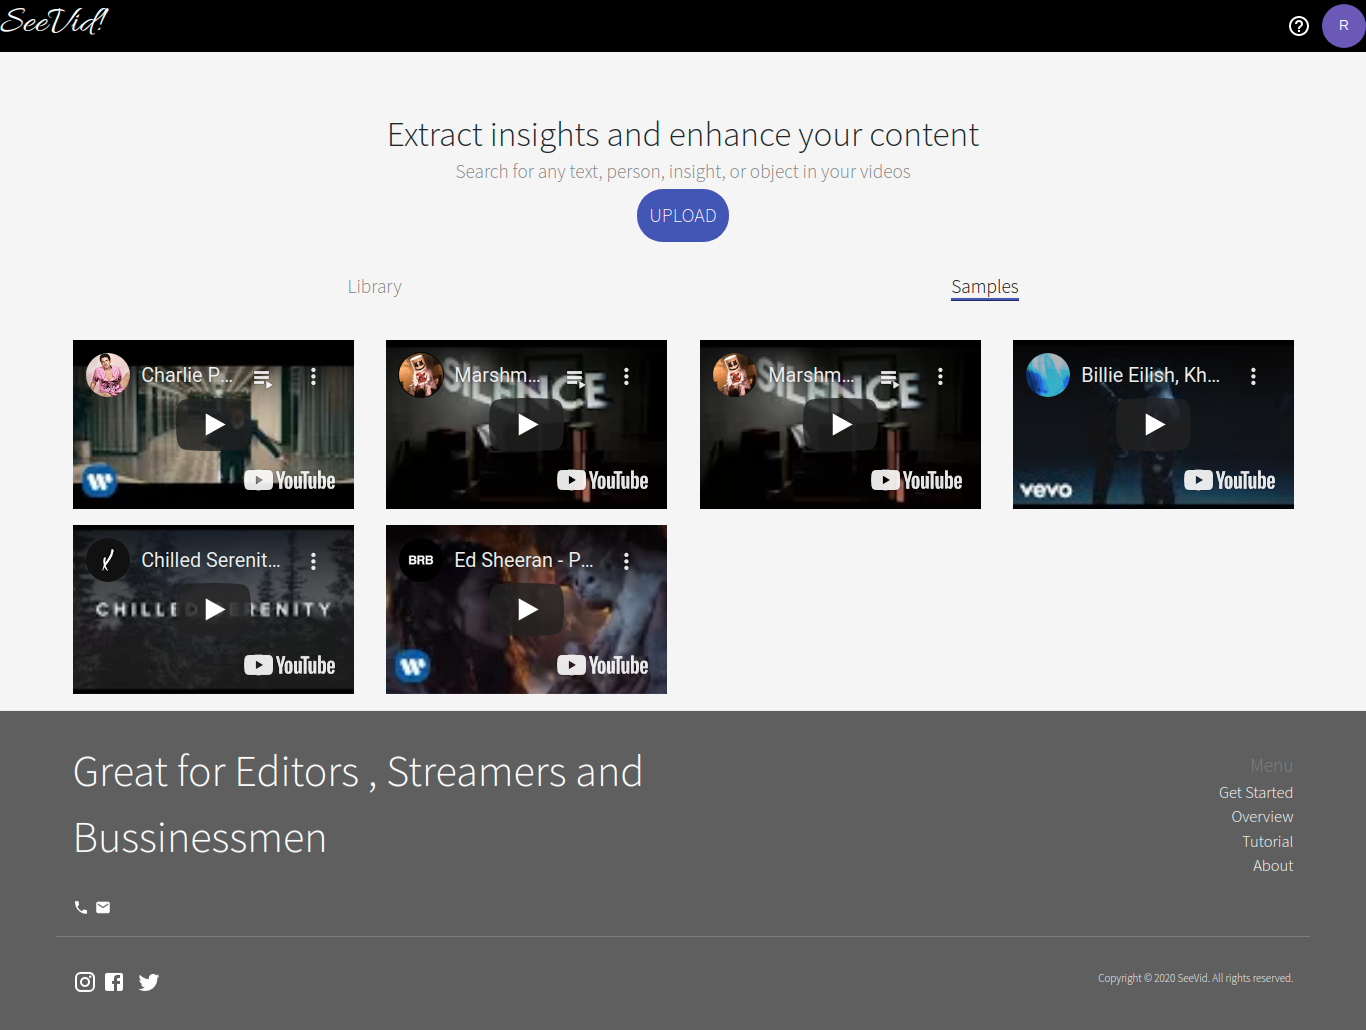 SeeVid!
R
Extract insights and enhance your content
Search for any text, person, insight, or object in your videos
UPLOAD
Library
Samples
Charlie P...
YouTube
Marshm...
SILENCE
YouTube
Marshm...
SILENCE
YouTube
Billie Eilish, Kh...
vevo
YouTube
Chilled Serenit...
CHILLED SERENITY
YouTube
BRB
Ed Sheeran - P...
YouTube
Great for Editors , Streamers and
Bussinessmen
Menu
Get Started
Overview
Tutorial
About
Copyright © 2020 SeeVid. All rights reserved.